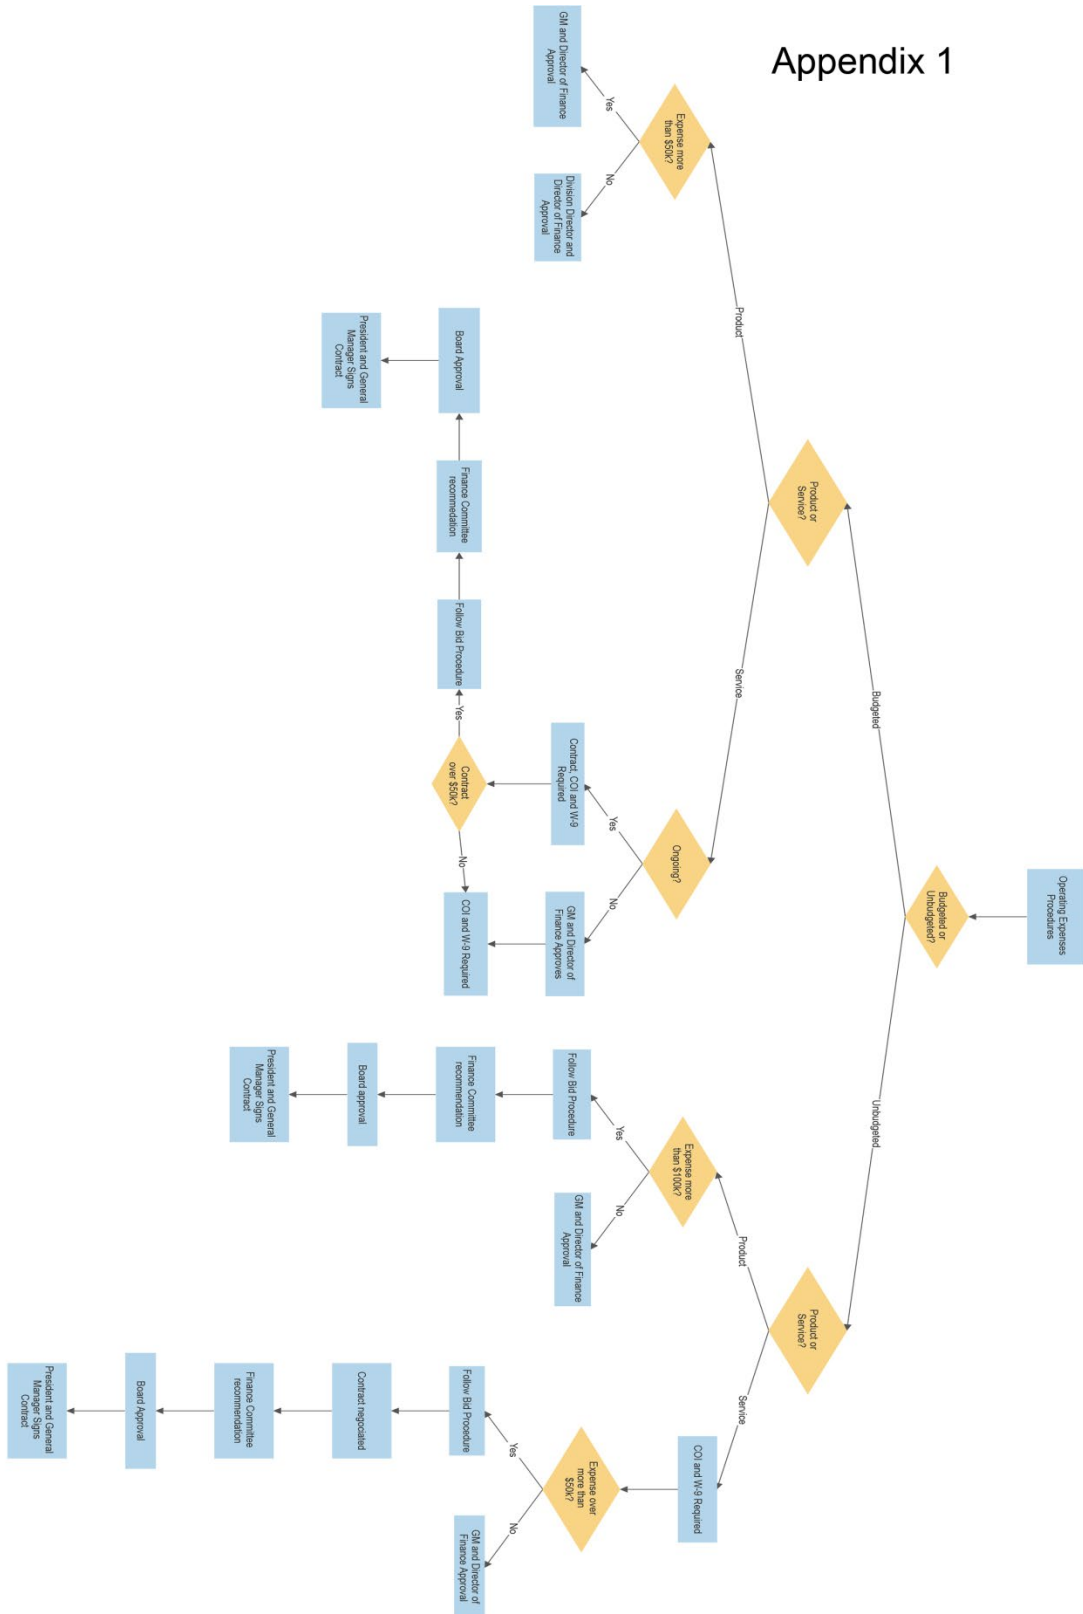 Appendix 1
Operating Expenses
Procedures
Budgeted or
Unbudgeted?
Budgeted
Unbudgeted
Product or
Service?
Product
Service
Expense more
than $50k?
Yes
No
GM and Director of Finance
Approval
Division Director and
Director of Finance
Approval
Ongoing?
Yes
No
Contract, COI and W-9
Required
GM and Director of
Finance Approves
Contract
over $50k?
Yes
No
COI and W-9 Required
Follow Bid Procedure
Finance Committee
recommedation
Board Approval
President and General
Manager Signs
Contract
Product or
Service?
Product
Service
Expense more
than $100k?
Yes
No
Follow Bid Procedure
GM and Director of Finance
Approval
Finance Committee
recommendation
Board approval
President and General
Manager Signs
Contract
COI and W-9 Required
Expense over
more than
$50k?
Yes
No
Follow Bid Procedure
GM and Director of
Finance Approval
Contract negociated
Finance Committee
recommendation
Board Approval
President and General
Manager Signs
Contract